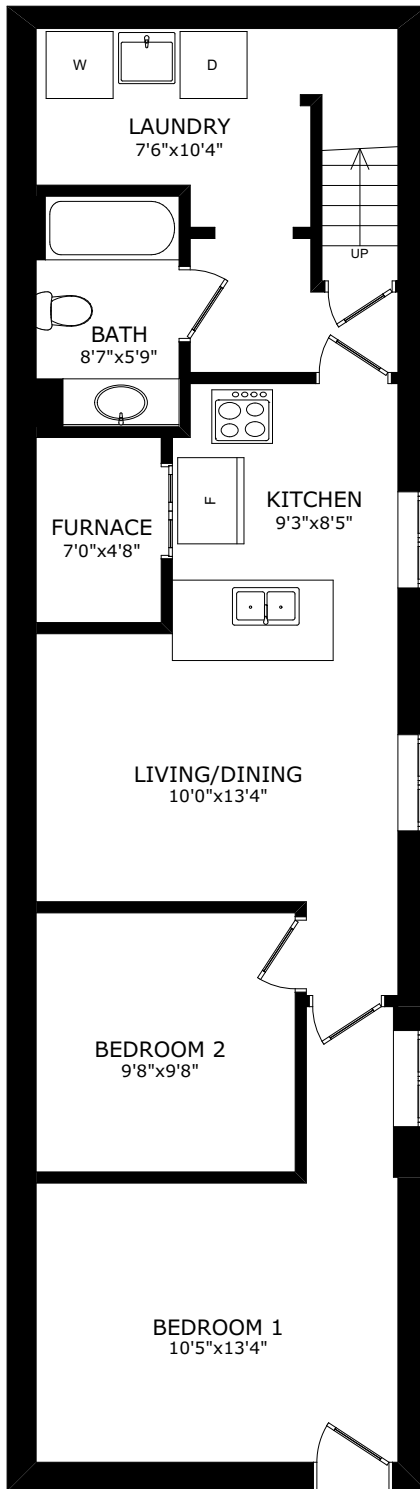 W
D
LAUNDRY
7'6"x10'4"
UP
BATH
8'7"x5'9"
F
KITCHEN
9'3"x8'5"
FURNACE
7'0"x4'8"
LIVING/DINING
10'0"x13'4"
BEDROOM 2
9'8"x9'8"
BEDROOM 1
10'5"x13'4"